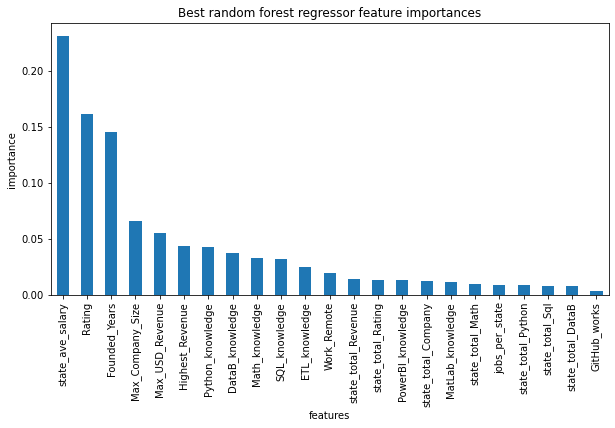 Best random forest regressor feature importances
importance
0.20
0.15
0.10
0.05
0.00
state_ave_salary
Rating
Founded_Years
Max_Company_Size
Max_USD_Revenue
Highest_Revenue
Python_knowledge
DataB_knowledge
Math_knowledge
SQL_knowledge
ETL_knowledge
Work_Remote
state_total_Revenue
state_total_Rating
PowerBI_knowledge
state_total_Company
MatLab_knowledge
state_total_Math
jobs_per_state
state_total_Python
state_total_Sql
state_total_DataB
GitHub_works
features